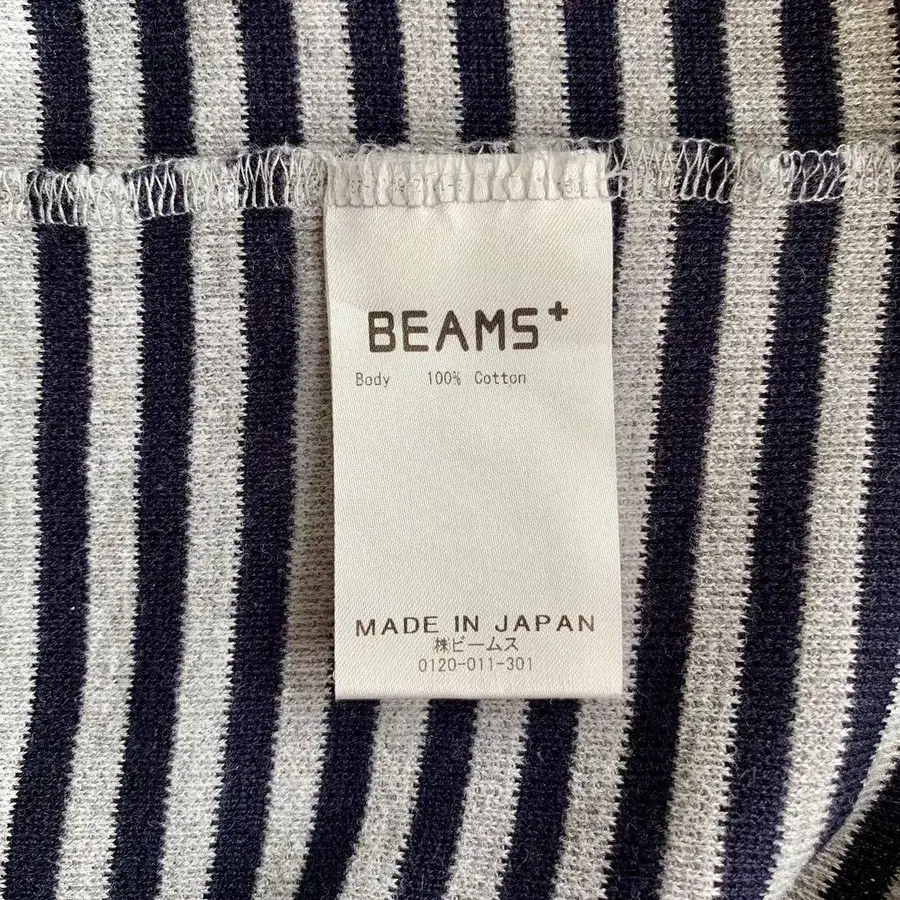 BEAMS+
Body 100% Cotton
MADE IN JAPAN
㈱ビームス
0120-011-301